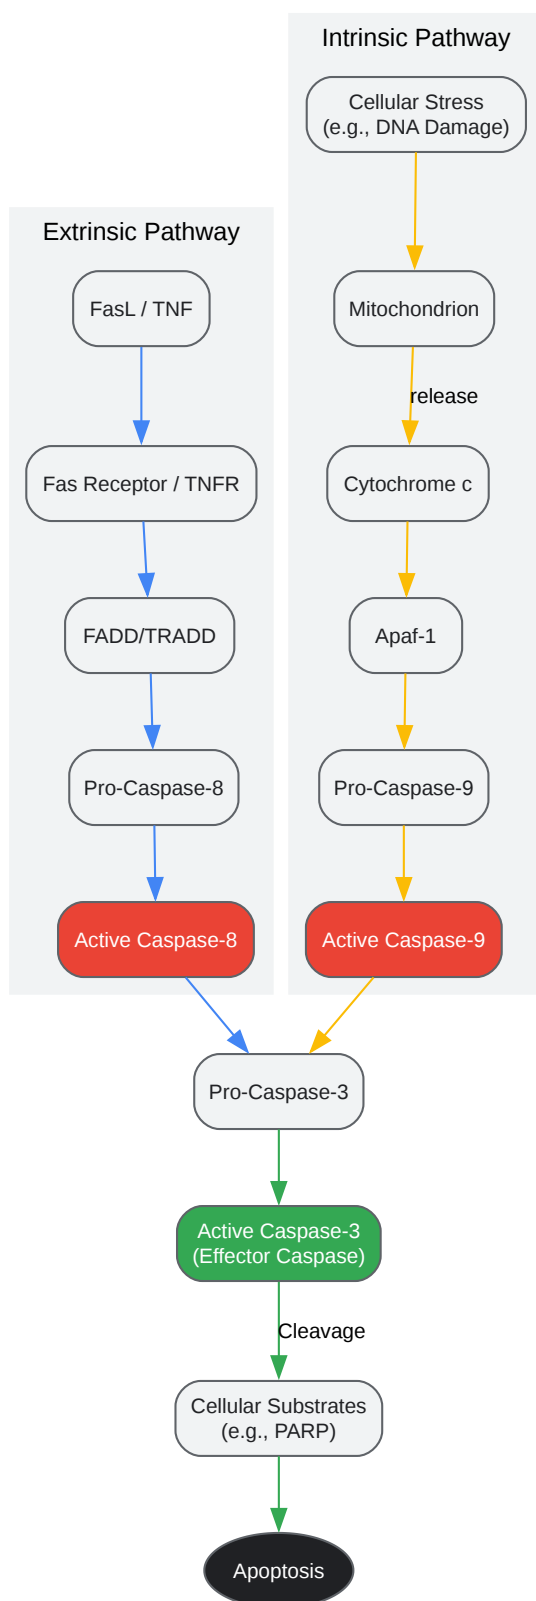 Intrinsic Pathway
Cellular Stress
(e.g., DNA Damage)
Mitochondrion
release
Cytochrome c
Apaf-1
Pro-Caspase-9
Active Caspase-9
Extrinsic Pathway
FasL / TNF
Fas Receptor / TNFR
FADD/TRADD
Pro-Caspase-8
Active Caspase-8
Pro-Caspase-3
Active Caspase-3
(Effector Caspase)
Cleavage
Cellular Substrates
(e.g., PARP)
Apoptosis